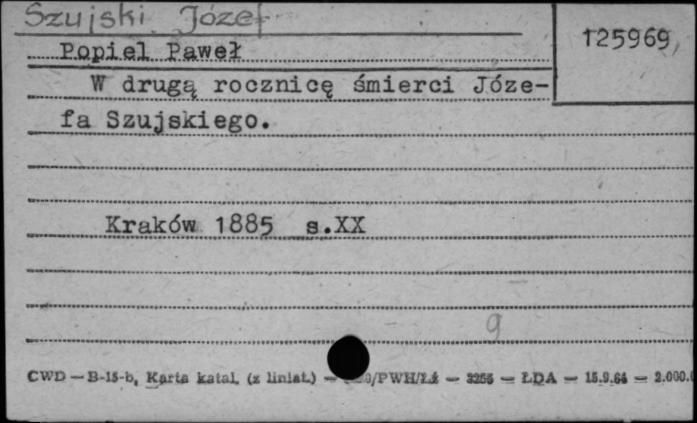 Szujski Józef
125969
Popiel Paweł
W drugą rocznicę śmierci Józe-
fa Szujskiego.
Kraków 1885 s.XX
9
CWD — B-15-b, Karta katal. (z liniat.) — /PWH/Łź — 3255 — ŁDA — 15.9.64 — 2.000.